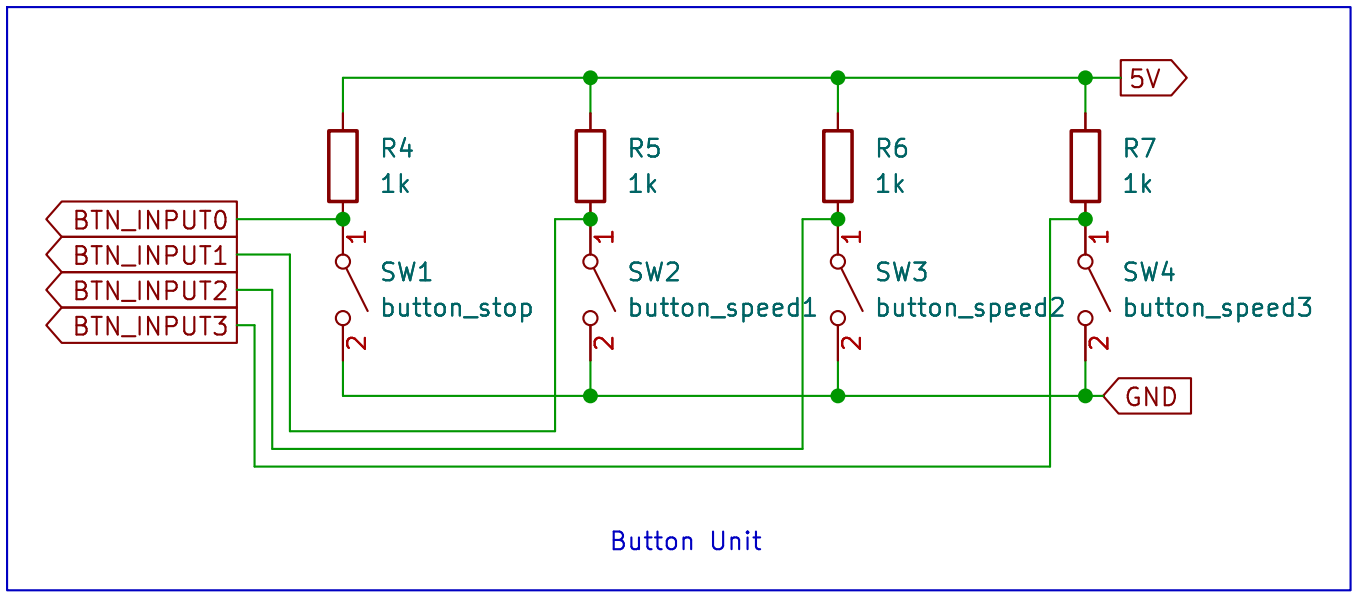 5V
R4
1k
R5
1k
R6
1k
R7
1k
BTN_INPUT0
BTN_INPUT1
BTN_INPUT2
BTN_INPUT3
1
SW1
button_stop
2
1
SW2
button_speed1
2
1
SW3
button_speed2
2
1
SW4
button_speed3
2
GND
Button Unit